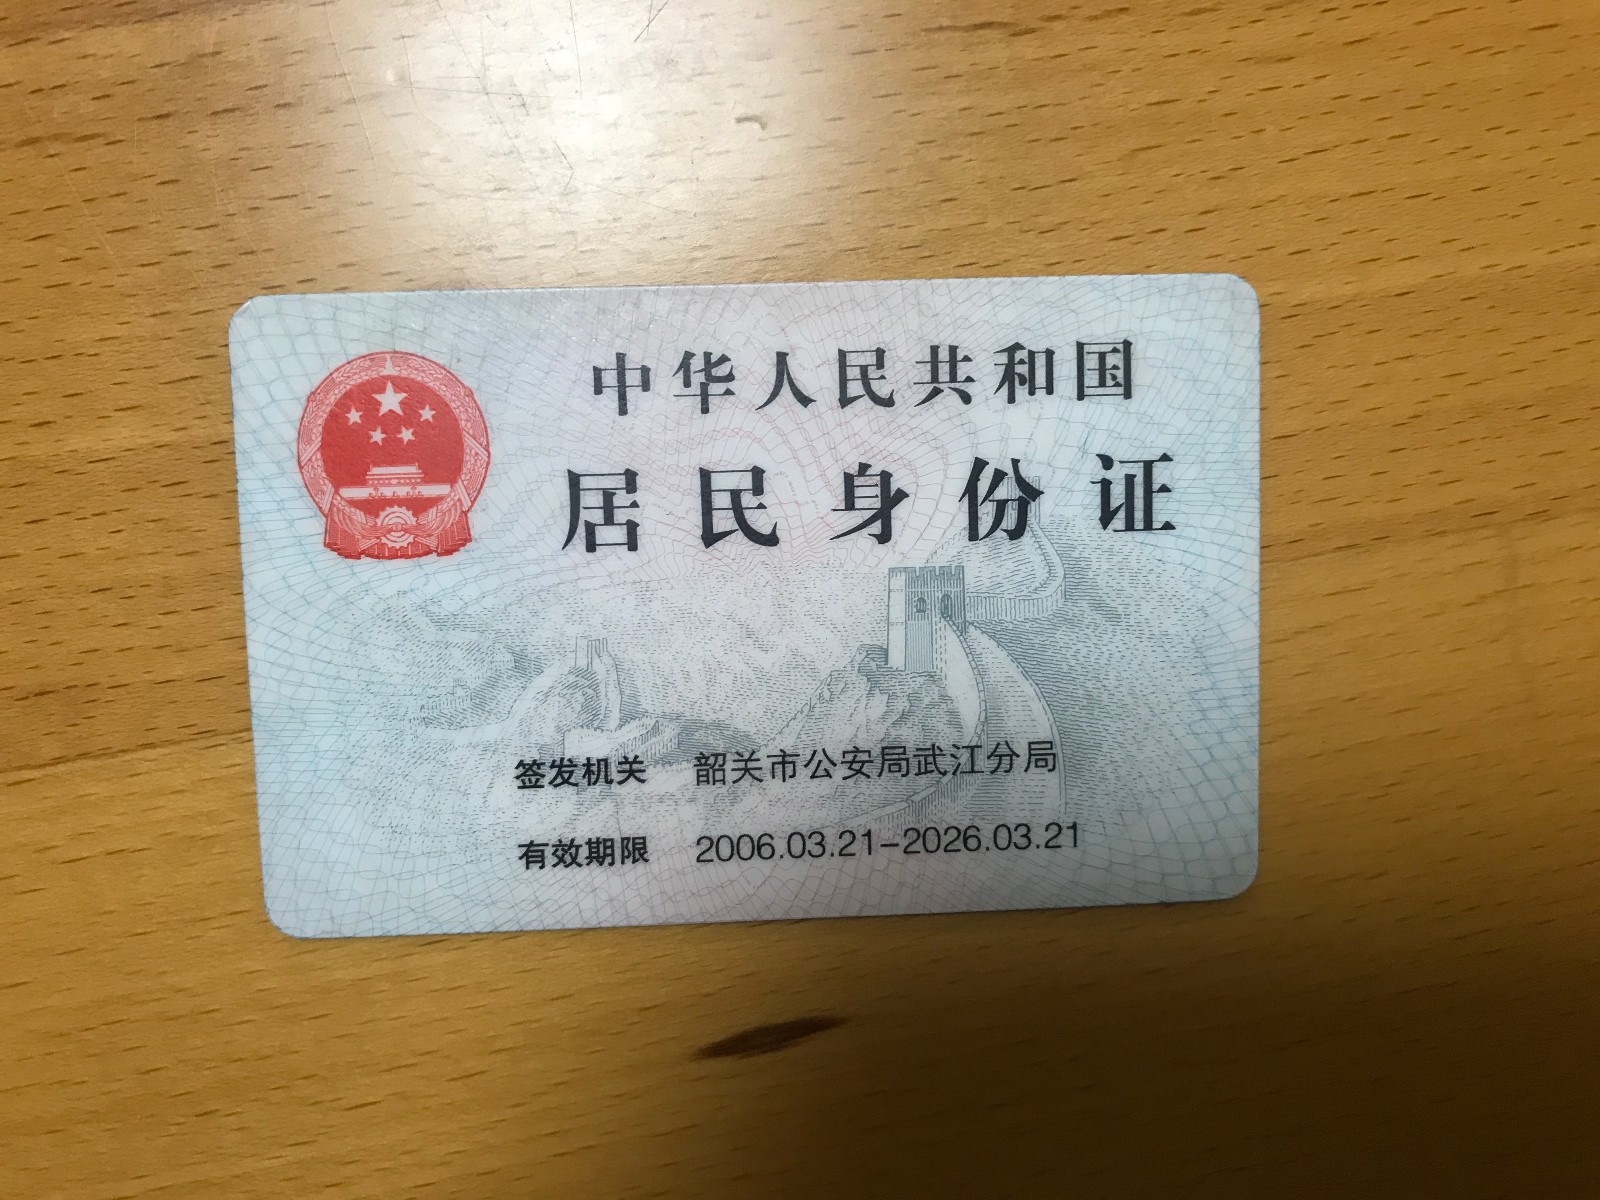 中华人民共和国
居民身份证
签发机关 韶关市公安局武江分局
有效期限 2006.03.21-2026.03.21